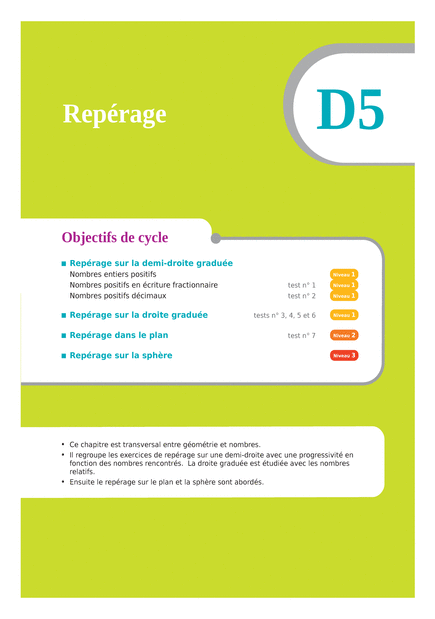 Repérage
D5
Objectifs de cycle
Repérage sur la demi-droite graduée
Nombres entiers positifs Niveau 1
Nombres positifs en écriture fractionnaire test n° 1 Niveau 1
Nombres positifs décimaux test n° 2 Niveau 1
Repérage sur la droite graduée tests n° 3, 4, 5 et 6 Niveau 1
Repérage dans le plan test n° 7 Niveau 2
Repérage sur la sphère Niveau 3
• Ce chapitre est transversal entre géométrie et nombres.
• Il regroupe les exercices de repérage sur une demi-droite avec une progressivité en
fonction des nombres rencontrés. La droite graduée est étudiée avec les nombres
relatifs.
• Ensuite le repérage sur le plan et la sphère sont abordés.